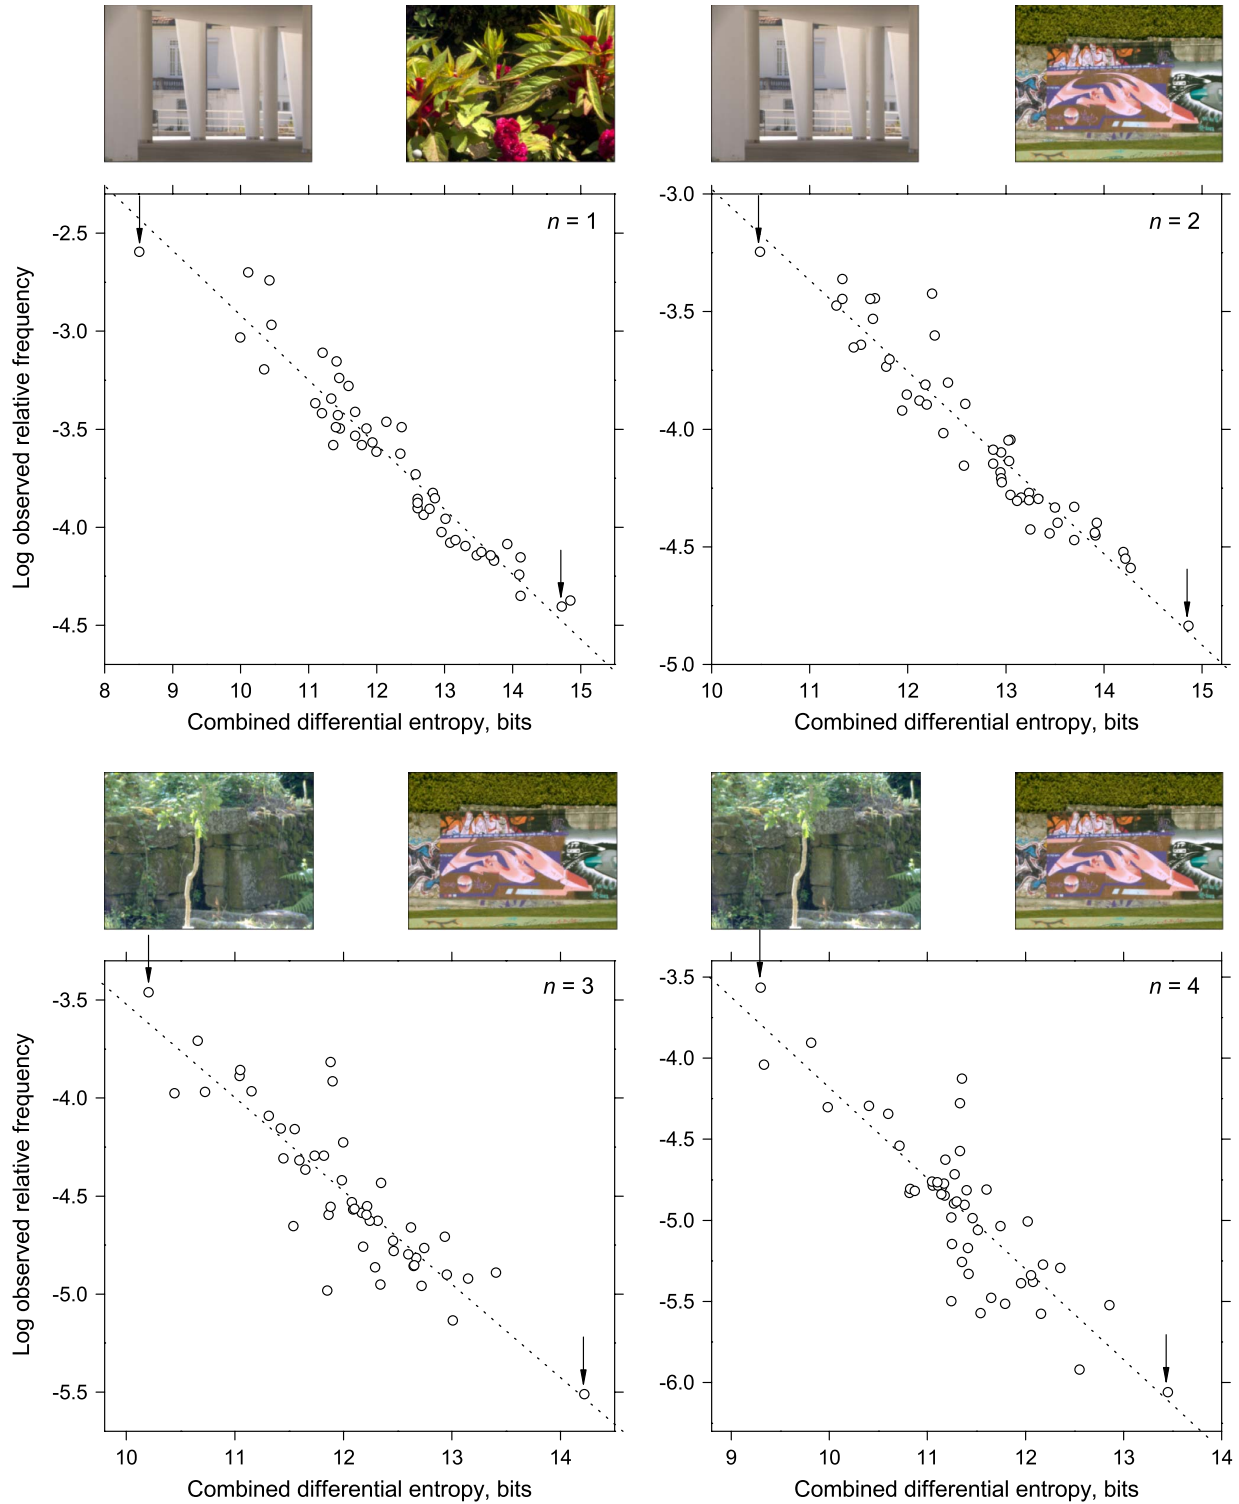 n = 1
-2.5
-3.0
-3.5
-4.0
-4.5
Log observed relative frequency
8 9 10 11 12 13 14 15
Combined differential entropy, bits
n = 2
-3.0
-3.5
-4.0
-4.5
-5.0
10 11 12 13 14 15
Combined differential entropy, bits
n = 3
-3.5
-4.0
-4.5
-5.0
-5.5
Log observed relative frequency
10 11 12 13 14
Combined differential entropy, bits
n = 4
-3.5
-4.0
-4.5
-5.0
-5.5
-6.0
9 10 11 12 13 14
Combined differential entropy, bits